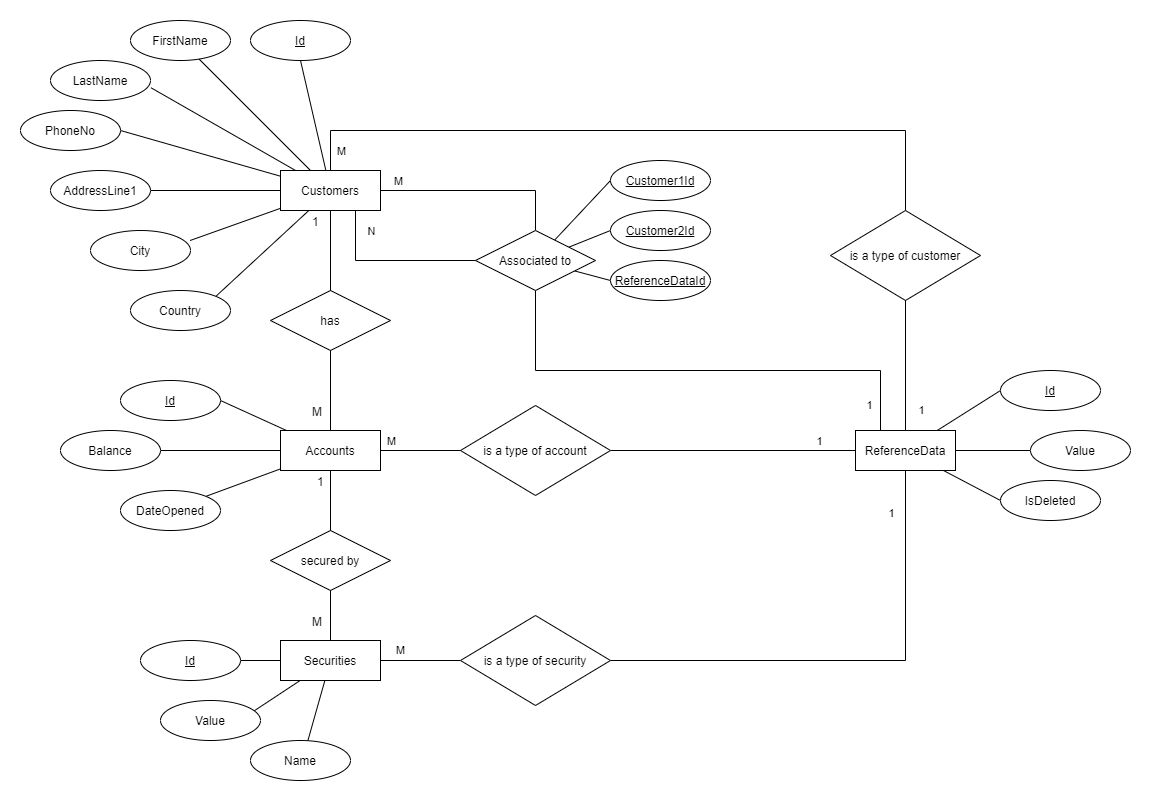 FirstName
Id
LastName
PhoneNo
M
AddressLine1
Customers
M
Customer1Id
1
N
Customer2Id
City
Associated to
is a type of customer
ReferenceDataId
Country
has
Id
M
1
1
Id
Balance
Accounts
M
is a type of account
1
ReferenceData
Value
DateOpened
1
IsDeleted
1
secured by
M
Id
Securities
M
is a type of security
Value
Name